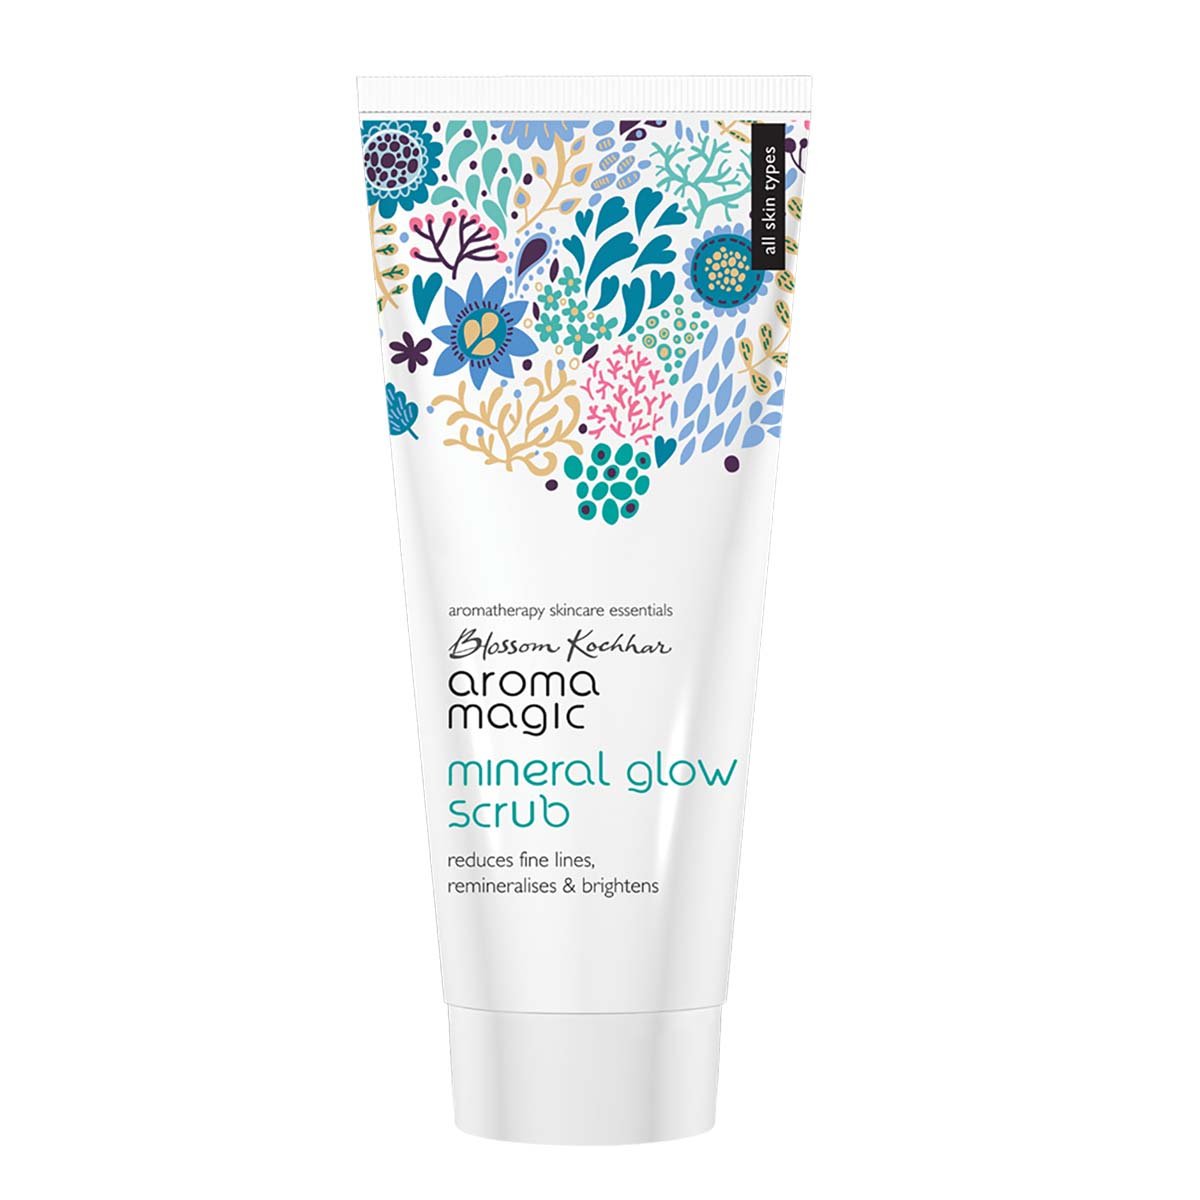 all skin types
aromatherapy skincare essentials
Blossom Kochhar
aroma
magic
mineral glow
scrub
reduces fine lines,
remineralises & brightens